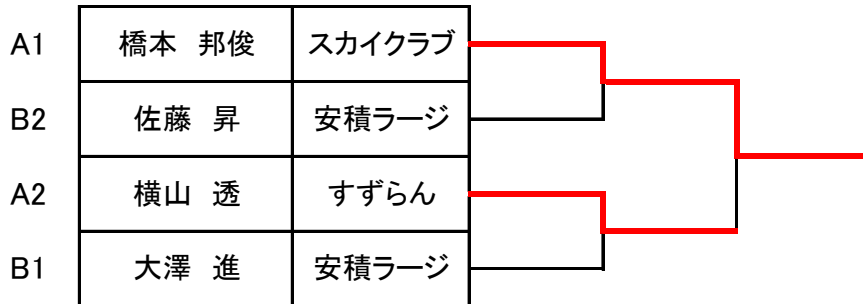 A1 橋本 邦俊 スカイクラブ
B2 佐藤 昇 安積ラージ
A2 横山 透 すずらん
B1 大澤 進 安積ラージ